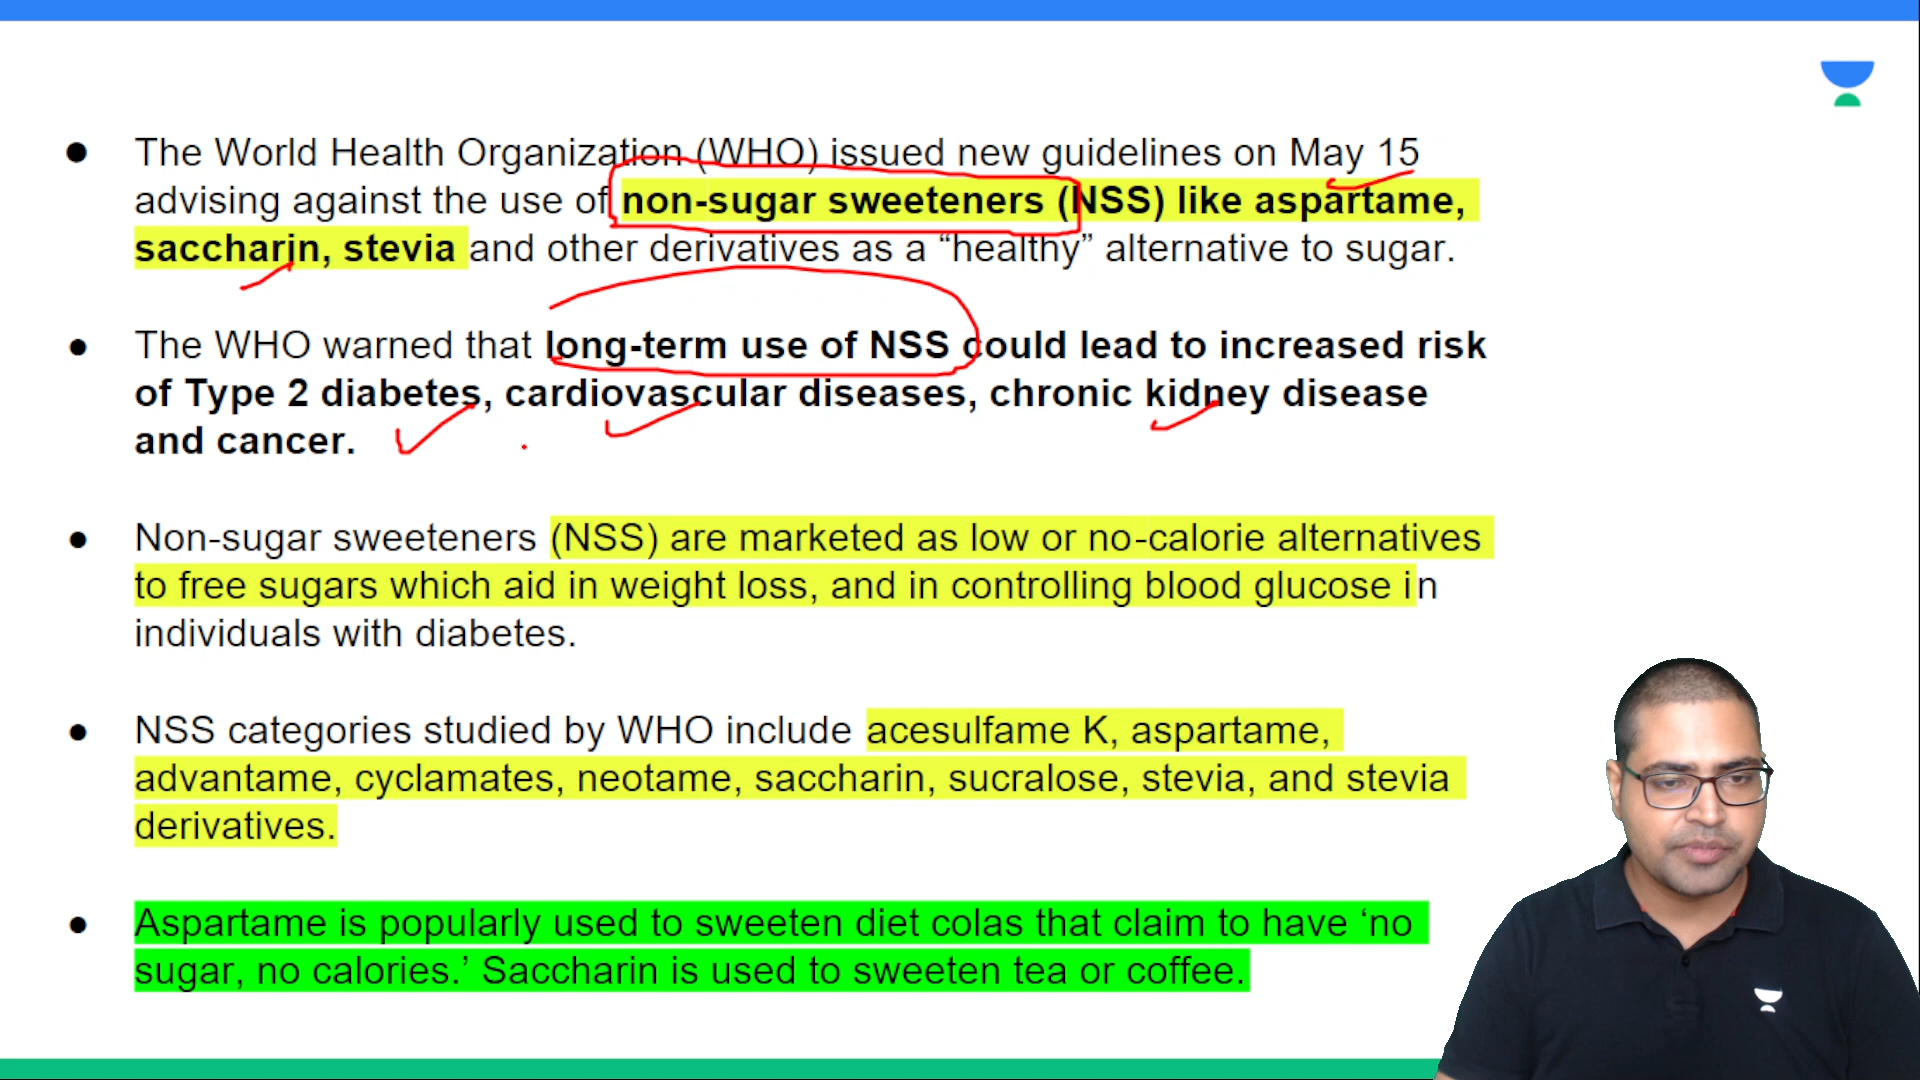 The World Health Organization (WHO) issued new guidelines on May 15
advising against the use of non-sugar sweeteners (NSS) like aspartame,
saccharin, stevia and other derivatives as a “healthy” alternative to sugar.
The WHO warned that long-term use of NSS could lead to increased risk
of Type 2 diabetes, cardiovascular diseases, chronic kidney disease
and cancer.
Non-sugar sweeteners (NSS) are marketed as low or no-calorie alternatives
to free sugars which aid in weight loss, and in controlling blood glucose in
individuals with diabetes.
NSS categories studied by WHO include acesulfame K, aspartame,
advantame, cyclamates, neotame, saccharin, sucralose, stevia, and stevia
derivatives.
Aspartame is popularly used to sweeten diet colas that claim to have ‘no
sugar, no calories.’ Saccharin is used to sweeten tea or coffee.